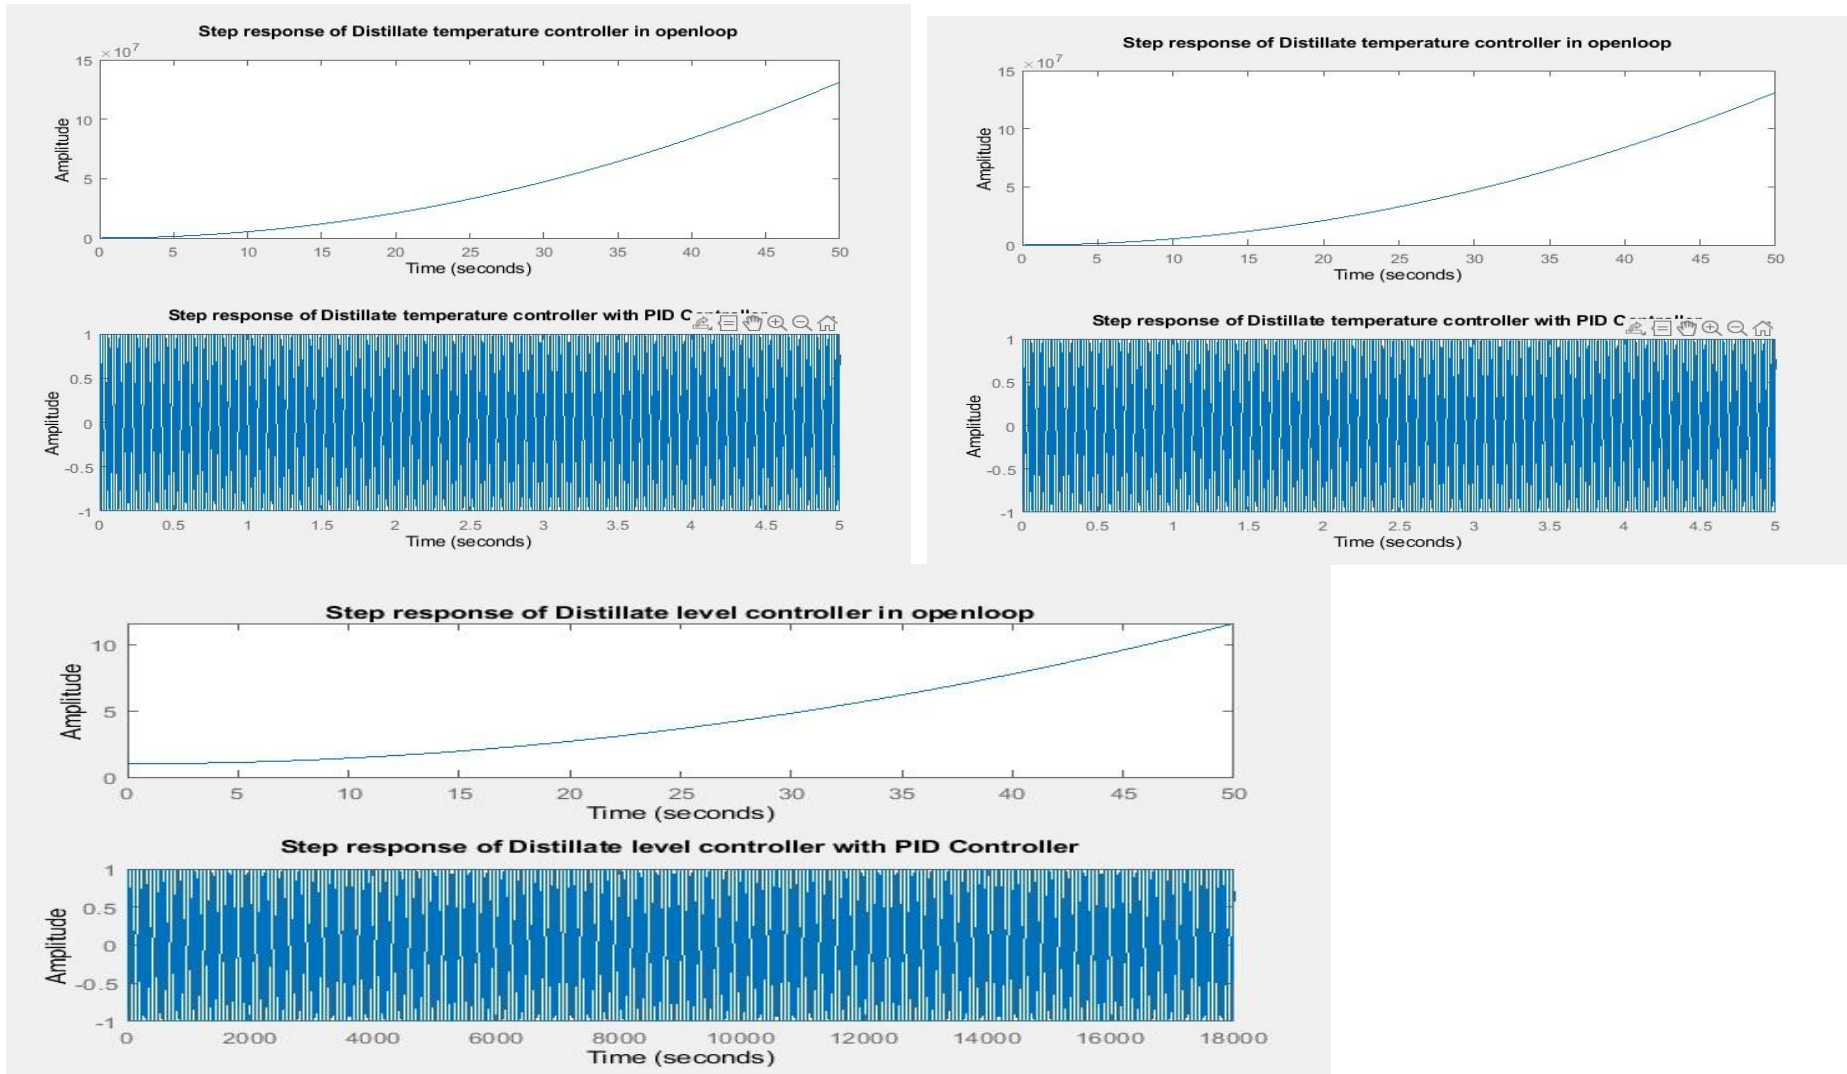 Step response of Distillate temperature controller in openloop
×10⁷
15
10
5
0
Amplitude
0 5 10 15 20 25 30 35 40 45 50
Time (seconds)
Step response of Distillate temperature controller with PID
1
0.5
0
-0.5
-1
Amplitude
0 0.5 1 1.5 2 2.5 3 3.5 4 4.5 5
Time (seconds)
Step response of Distillate temperature controller in openloop
×10⁷
15
10
5
0
Amplitude
0 5 10 15 20 25 30 35 40 45 50
Time (seconds)
Step response of Distillate temperature controller with PID
1
0.5
0
-0.5
-1
Amplitude
0 0.5 1 1.5 2 2.5 3 3.5 4 4.5 5
Time (seconds)
Step response of Distillate level controller in openloop
10
5
0
Amplitude
0 5 10 15 20 25 30 35 40 45 50
Time (seconds)
Step response of Distillate level controller with PID Controller
1
0.5
0
-0.5
-1
Amplitude
0 2000 4000 6000 8000 10000 12000 14000 16000 18000
Time (seconds)